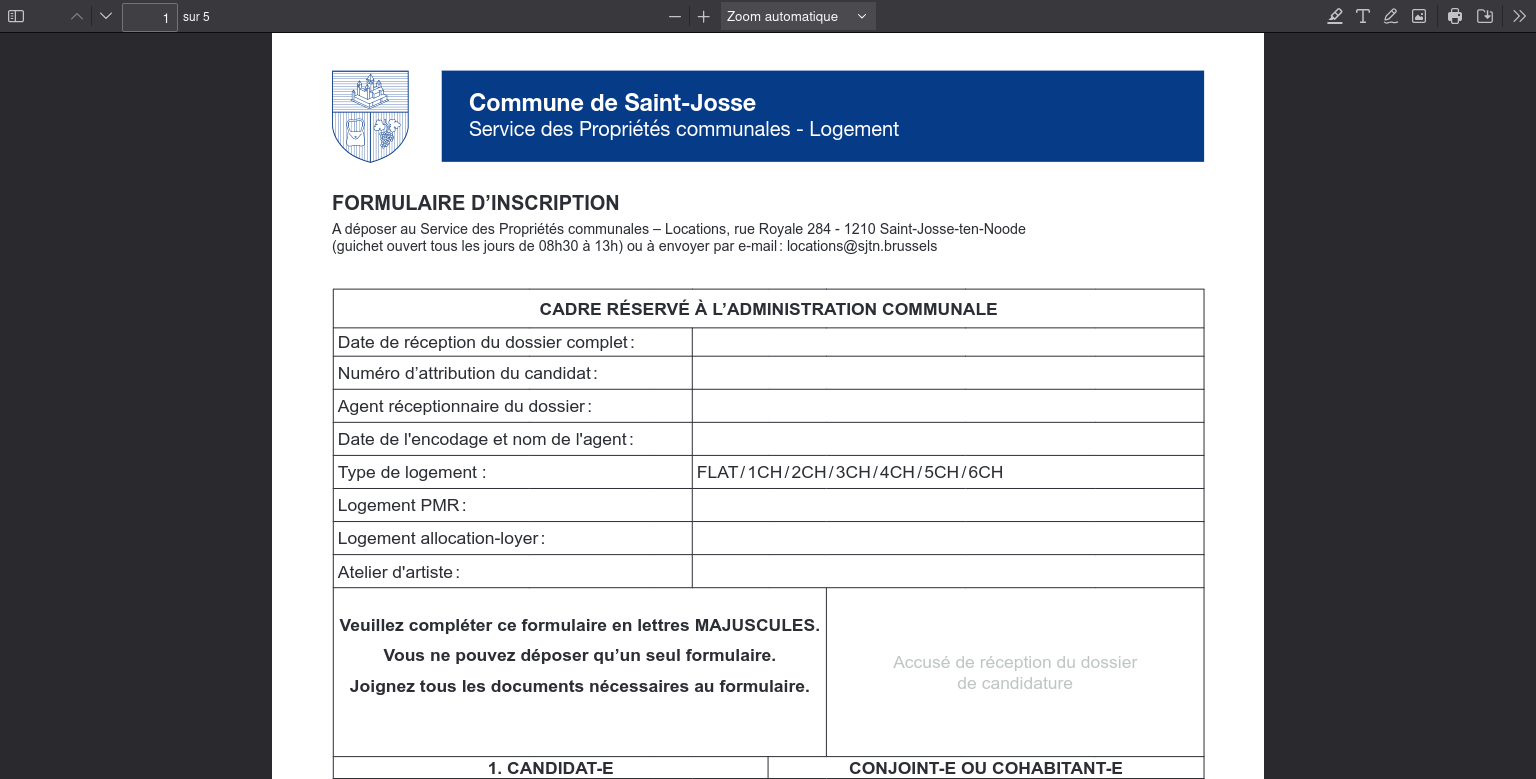 1 sur 5 Zoom automatique
Commune de Saint-Josse
Service des Propriétés communales - Logement
FORMULAIRE D’INSCRIPTION
A déposer au Service des Propriétés communales – Locations, rue Royale 284 - 1210 Saint-Josse-ten-Noode
(guichet ouvert tous les jours de 08h30 à 13h) ou à envoyer par e-mail : locations@sjtn.brussels
CADRE RÉSERVÉ À L’ADMINISTRATION COMMUNALE
Date de réception du dossier complet :
Numéro d’attribution du candidat :
Agent réceptionnaire du dossier :
Date de l'encodage et nom de l'agent :
Type de logement : FLAT / 1CH / 2CH / 3CH / 4CH / 5CH / 6CH
Logement PMR :
Logement allocation-loyer :
Atelier d'artiste :
Veuillez compléter ce formulaire en lettres MAJUSCULES.
Vous ne pouvez déposer qu’un seul formulaire.
Joignez tous les documents nécessaires au formulaire.
Accusé de réception du dossier
de candidature
1. CANDIDAT-E CONJOINT-E OU COHABITANT-E